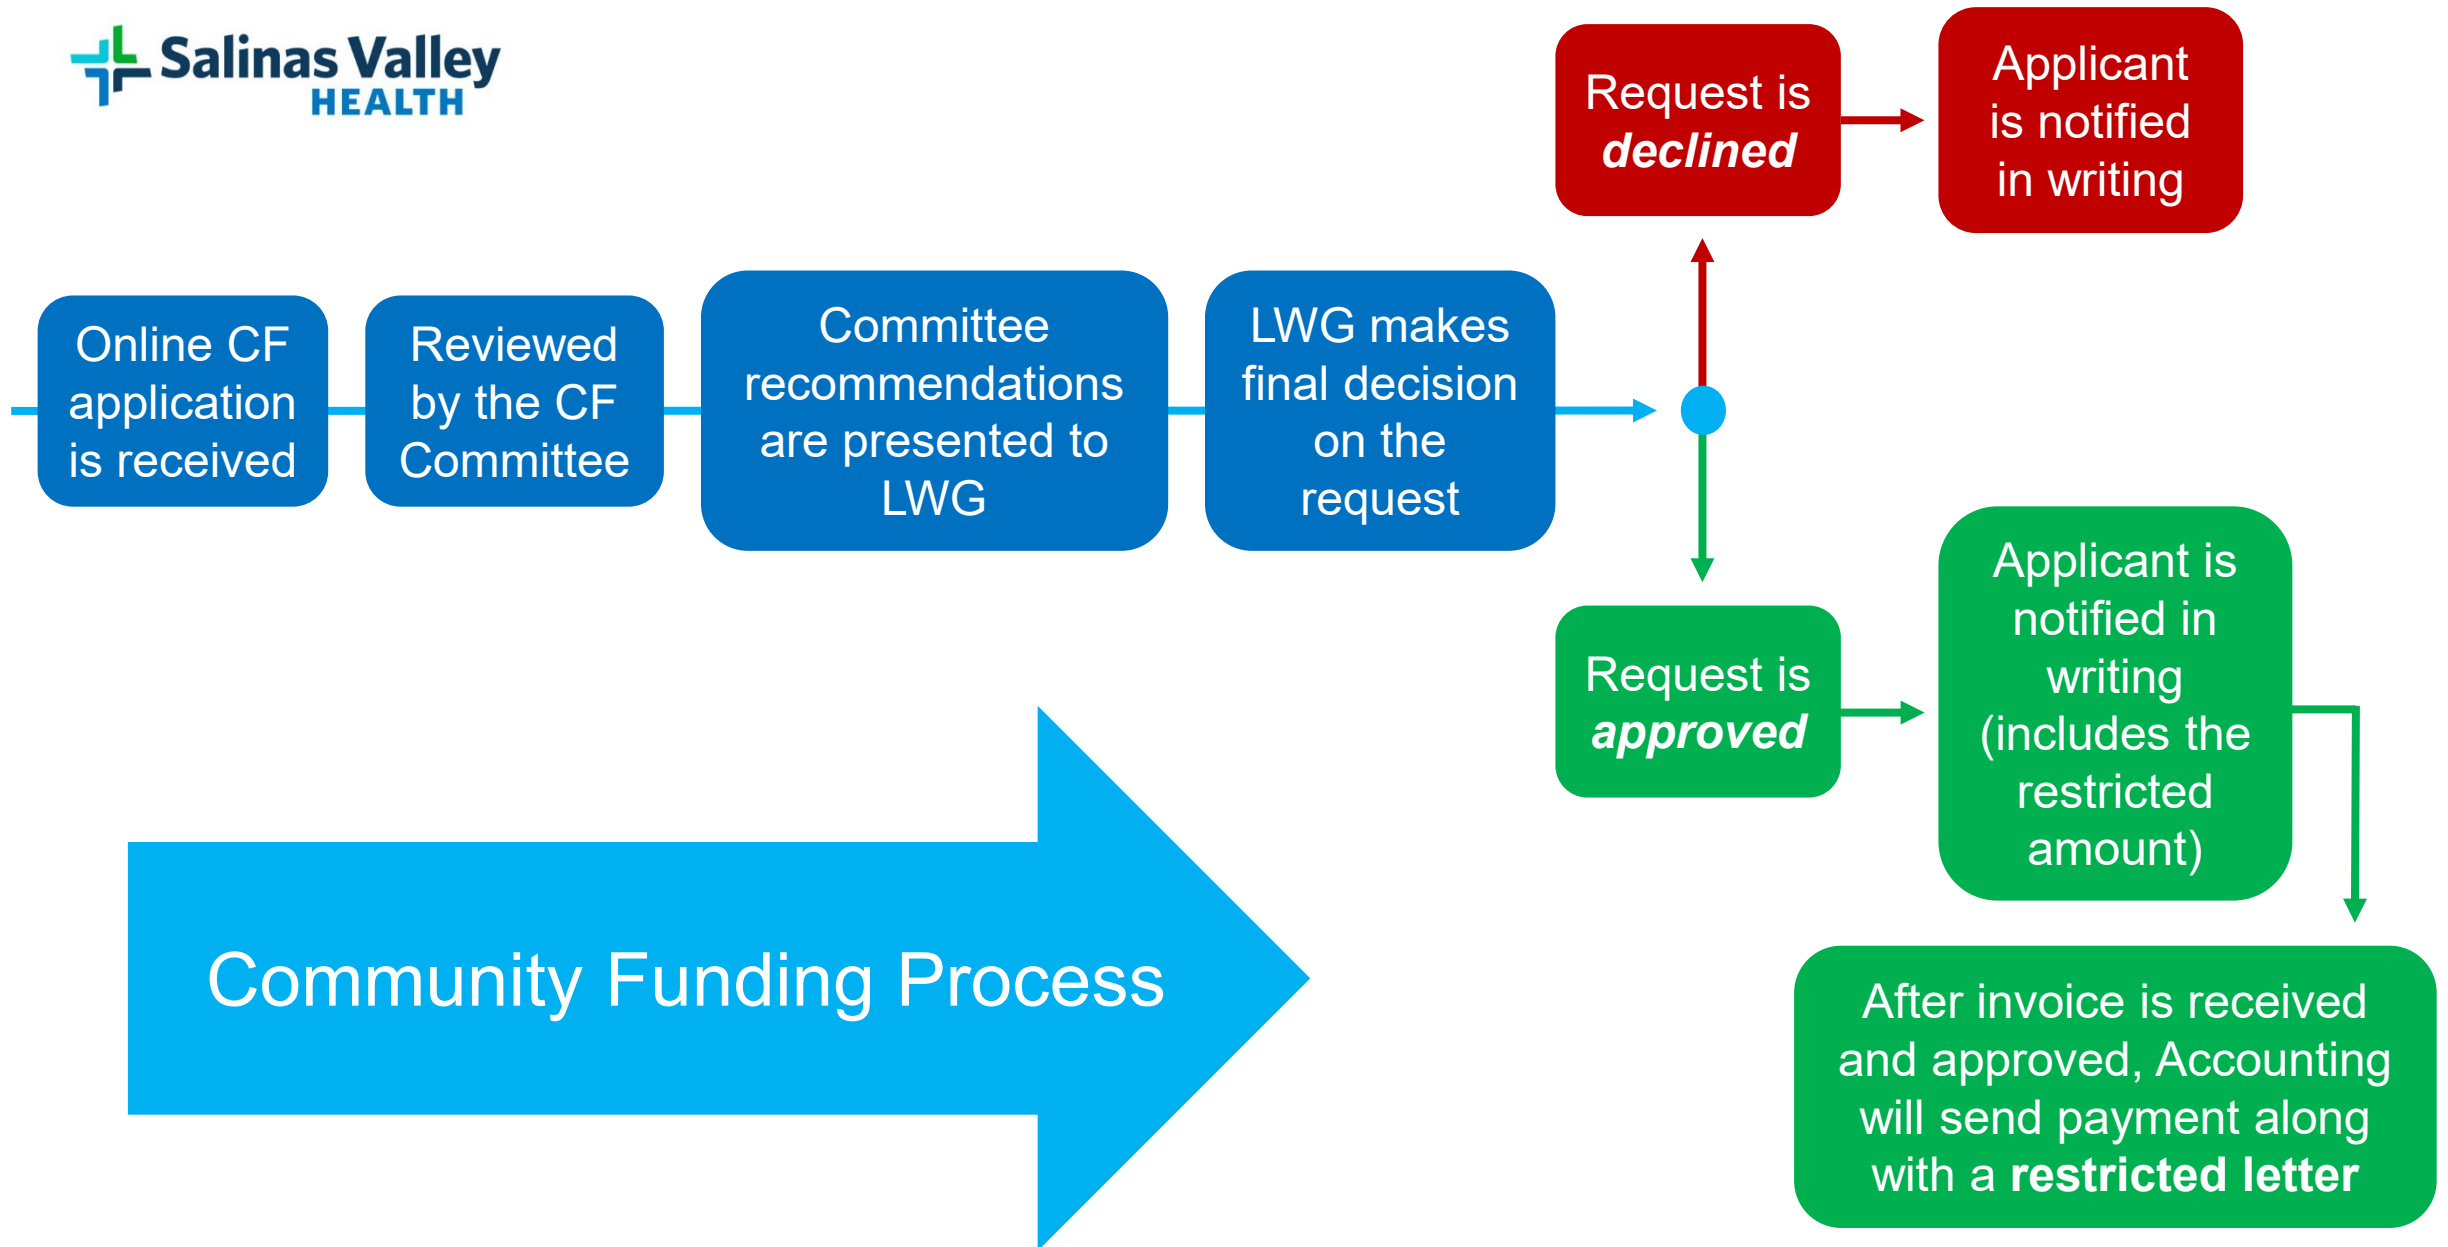 Salinas Valley
HEALTH
Online CF
application
is received
Reviewed
by the CF
Committee
Committee
recommendations
are presented to
LWG
LWG makes
final decision
on the
request
Request is
declined
Applicant
is notified
in writing
Request is
approved
Applicant is
notified in
writing
(includes the
restricted
amount)
After invoice is received
and approved, Accounting
will send payment along
with a restricted letter
Community Funding Process